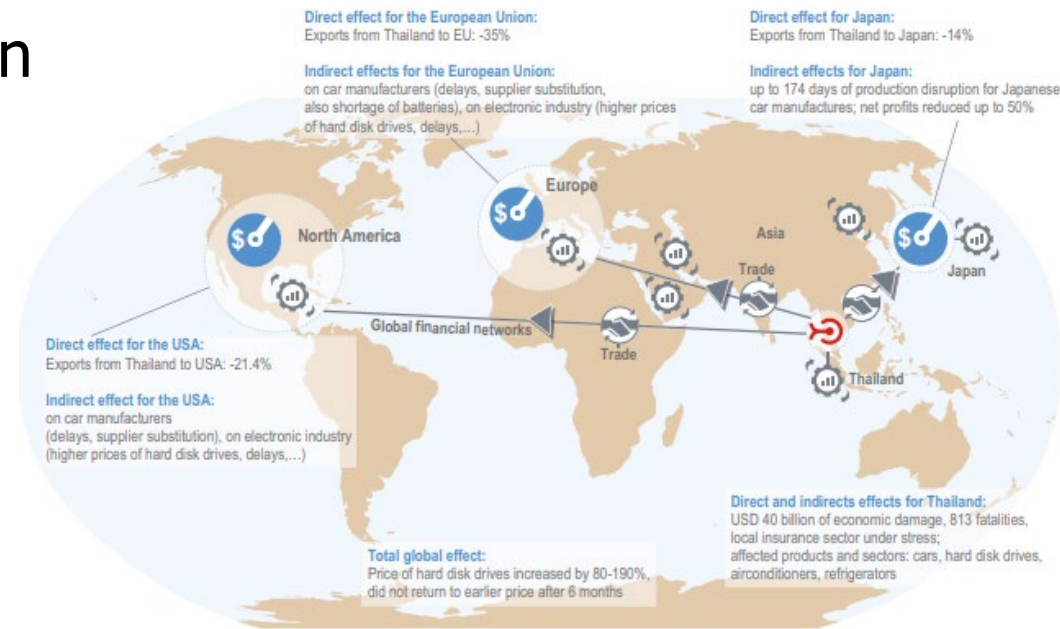 n
Direct effect for the European Union:
Exports from Thailand to EU: -35%
Indirect effects for the European Union:
on car manufacturers (delays, supplier substitution,
also shortage of batteries), on electronic industry (higher prices
of hard disk drives, delays,...)
Direct effect for Japan:
Exports from Thailand to Japan: -14%
Indirect effects for Japan:
up to 174 days of production disruption for Japanese
car manufactures; net profits reduced up to 50%
Europe
$
North America
$
Asia
$
Japan
Trade
Global financial networks
Trade
Thailand
Direct effect for the USA:
Exports from Thailand to USA: -21.4%
Indirect effect for the USA:
on car manufacturers
(delays, supplier substitution), on electronic industry
(higher prices of hard disk drives, delays,...)
Direct and indirects effects for Thailand:
USD 40 billion of economic damage, 813 fatalities,
local insurance sector under stress;
affected products and sectors: cars, hard disk drives,
airconditioners, refrigerators
Total global effect:
Price of hard disk drives increased by 80-190%,
did not return to earlier price after 6 months